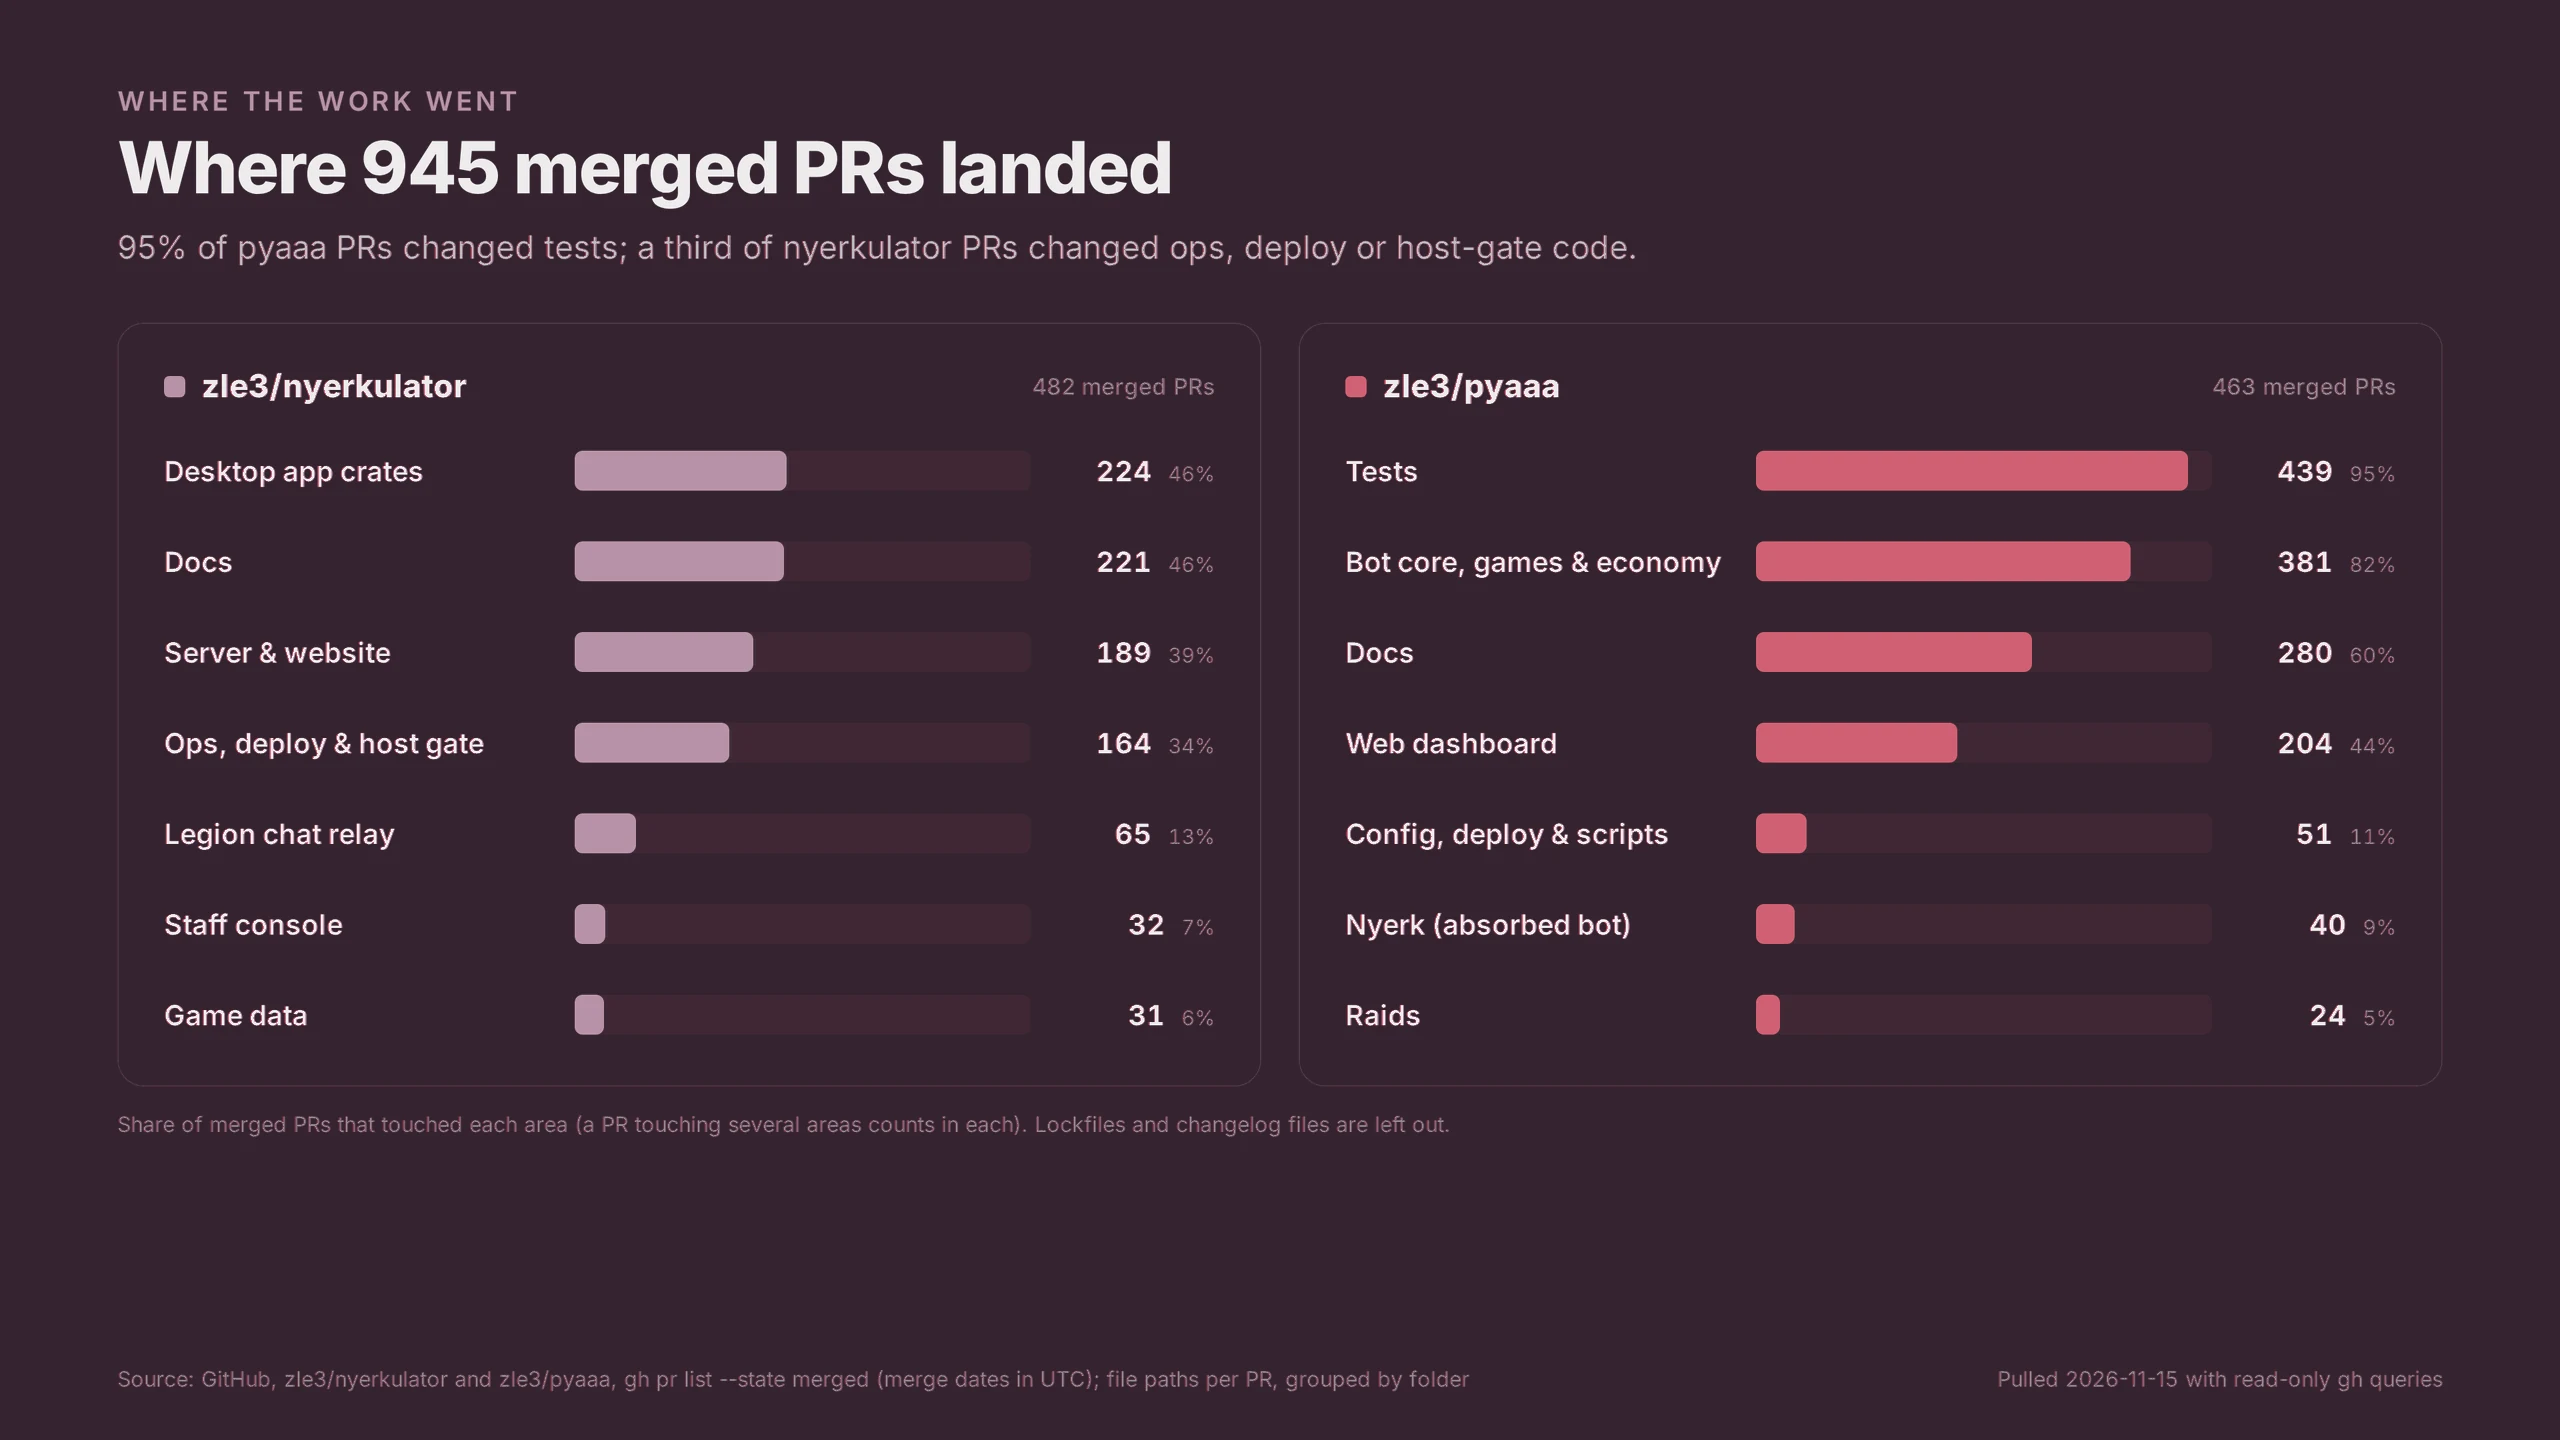 WHERE THE WORK WENT
Where 945 merged PRs landed
95% of pyaaa PRs changed tests; a third of nyerkulator PRs changed ops, deploy or host-gate code.
zle3/nyerkulator 482 merged PRs
Desktop app crates 224 46%
Docs 221 46%
Server & website 189 39%
Ops, deploy & host gate 164 34%
Legion chat relay 65 13%
Staff console 32 7%
Game data 31 6%
zle3/pyaaa 463 merged PRs
Tests 439 95%
Bot core, games & economy 381 82%
Docs 280 60%
Web dashboard 204 44%
Config, deploy & scripts 51 11%
Nyerk (absorbed bot) 40 9%
Raids 24 5%
Share of merged PRs that touched each area (a PR touching several areas counts in each). Lockfiles and changelog files are left out.
Source: GitHub, zle3/nyerkulator and zle3/pyaaa, gh pr list --state merged (merge dates in UTC); file paths per PR, grouped by folder
Pulled 2026-11-15 with read-only gh queries